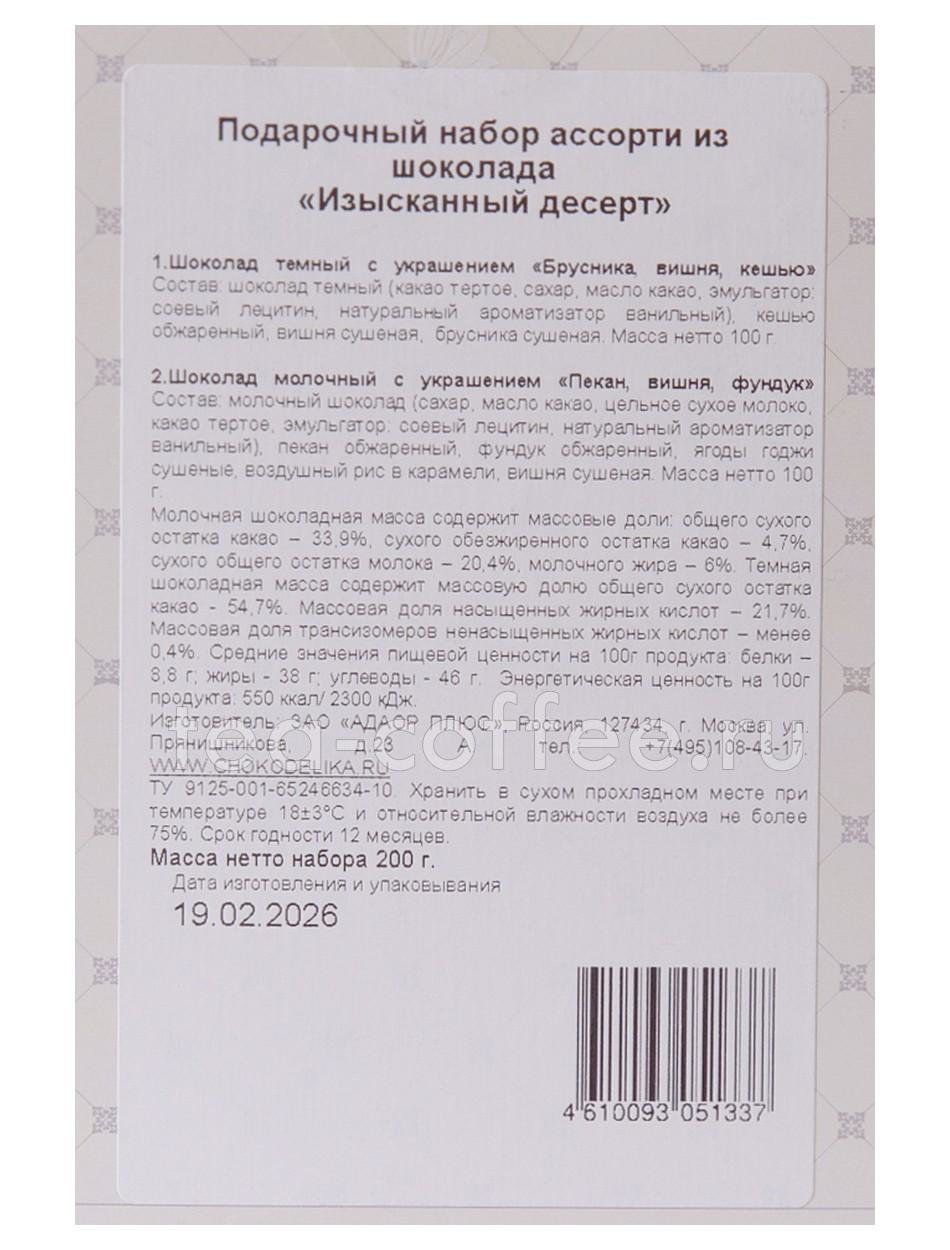 Подарочный набор ассорти из
шоколада
«Изысканный десерт»
1.Шоколад темный с украшением «Брусника, вишня, кешью»
Состав: шоколад темный (какао тертое, сахар, масло какао, эмульгатор:
соевый лецитин, натуральный ароматизатор ванильный), кешью
обжаренный, вишня сушеная, брусника сушеная. Масса нетто 100 г.
2.Шоколад молочный с украшением «Пекан, вишня, фундук»
Состав: молочный шоколад (сахар, масло какао, цельное сухое молоко,
какао тертое, эмульгатор: соевый лецитин, натуральный ароматизатор
ванильный), пекан обжаренный, фундук обжаренный, ягоды годжи
сушеные, воздушный рис в карамели, вишня сушеная. Масса нетто 100
г.
Молочная шоколадная масса содержит массовые доли: общего сухого
остатка какао – 33,9%, сухого обезжиренного остатка какао – 4,7%,
сухого общего остатка молока – 20,4%, молочного жира – 6%. Темная
шоколадная масса содержит массовую долю общего сухого остатка
какао - 54,7%. Массовая доля насыщенных жирных кислот – 21,7%.
Массовая доля трансизомеров ненасыщенных жирных кислот – менее
0,4%. Средние значения пищевой ценности на 100г продукта: белки –
8,8 г; жиры - 38 г; углеводы - 46 г. Энергетическая ценность на 100г
продукта: 550 ккал/ 2300 кДж.
Изготовитель: ЗАО «АДАОР ПЛЮС», Россия, 127434, г. Москва, ул.
Прянишникова, д.23 А, тел. +7(495)108-43-17.
WWW.CHOKODELIKA.RU
tea-coffee.ru
ТУ 9125-001-65246634-10. Хранить в сухом прохладном месте при
температуре 18±3°С и относительной влажности воздуха не более
75%. Срок годности 12 месяцев.
Масса нетто набора 200 г.
Дата изготовления и упаковывания
19.02.2026
4 610093 051337